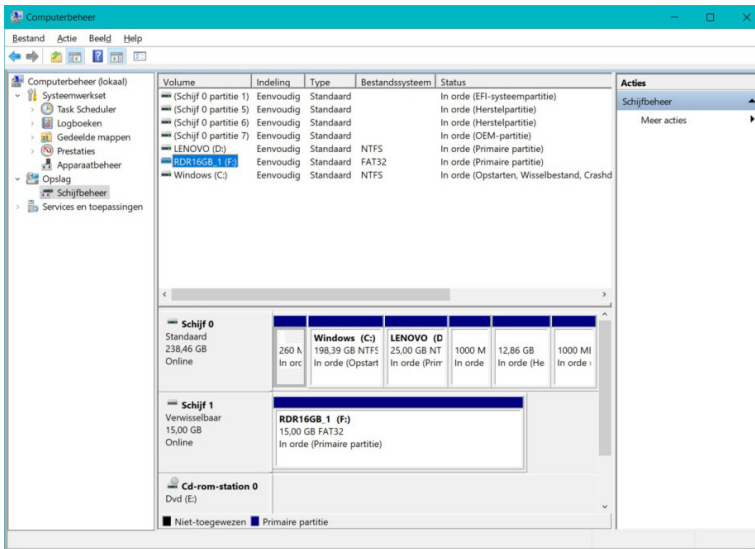 Computerbeheer
Bestand Actie Beeld Help
Computerbeheer (lokaal)
Systeemwerkset
Task Scheduler
Logboeken
Gedeelde mappen
Prestaties
Apparaatbeheer
Opslag
Schijfbeheer
Services en toepassingen
Volume Indeling Type Bestandssysteem Status
(Schijf 0 partitie 1) Eenvoudig Standaard In orde (EFI-systeempartitie)
(Schijf 0 partitie 5) Eenvoudig Standaard In orde (Herstelpartitie)
(Schijf 0 partitie 6) Eenvoudig Standaard In orde (Herstelpartitie)
(Schijf 0 partitie 7) Eenvoudig Standaard In orde (OEM-partitie)
LENOVO (D:) Eenvoudig Standaard NTFS In orde (Primaire partitie)
RDR16GB_1 (F:) Eenvoudig Standaard FAT32 In orde (Primaire partitie)
Windows (C:) Eenvoudig Standaard NTFS In orde (Opstarten, Wisselbestand, Crashd
Schijf 0
Standaard
238,46 GB
Online
260 M
In orc
Windows (C:)
198,39 GB NTFS
In orde (Opstart
LENOVO (D
25,00 GB NT
In orde (Prim
1000 M
In orde
12,86 GB
In orde (He
1000 MB
In orde
Schijf 1
Verwisselbaar
15,00 GB
Online
RDR16GB_1 (F:)
15,00 GB FAT32
In orde (Primaire partitie)
Cd-rom-station 0
Dvd (E:)
Niet-toegewezen Primaire partitie
Acties
Schijfbeheer
Meer acties